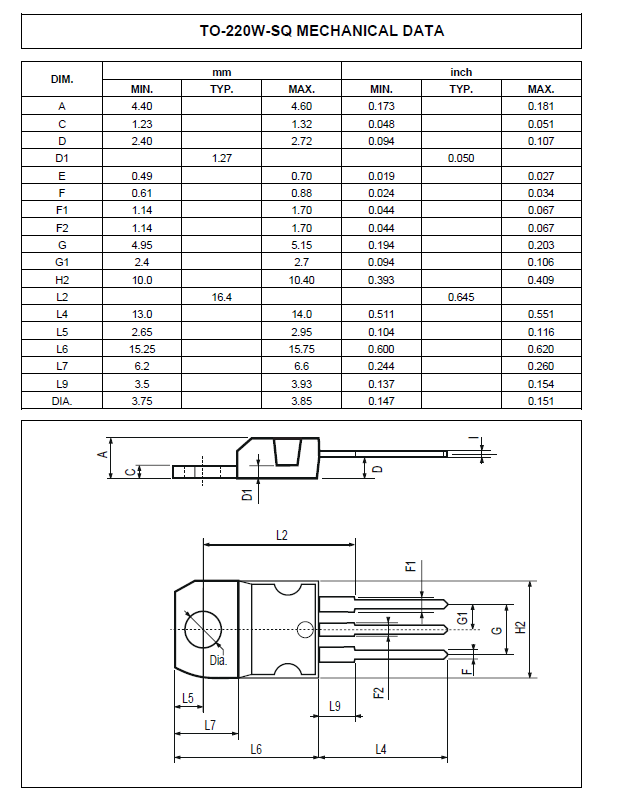 TO-220W-SQ MECHANICAL DATA
DIM. mm inch
MIN. TYP. MAX. MIN. TYP. MAX.
A 4.40 4.60 0.173 0.181
C 1.23 1.32 0.048 0.051
D 2.40 2.72 0.094 0.107
D1 1.27 0.050
E 0.49 0.70 0.019 0.027
F 0.61 0.88 0.024 0.034
F1 1.14 1.70 0.044 0.067
F2 1.14 1.70 0.044 0.067
G 4.95 5.15 0.194 0.203
G1 2.4 2.7 0.094 0.106
H2 10.0 10.40 0.393 0.409
L2 16.4 0.645
L4 13.0 14.0 0.511 0.551
L5 2.65 2.95 0.104 0.116
L6 15.25 15.75 0.600 0.620
L7 6.2 6.6 0.244 0.260
L9 3.5 3.93 0.137 0.154
DIA. 3.75 3.85 0.147 0.151
A
C
D1
D
L2
F1
G1
G
H2
Dia.
F2
F
L5
L9
L7
L6
L4